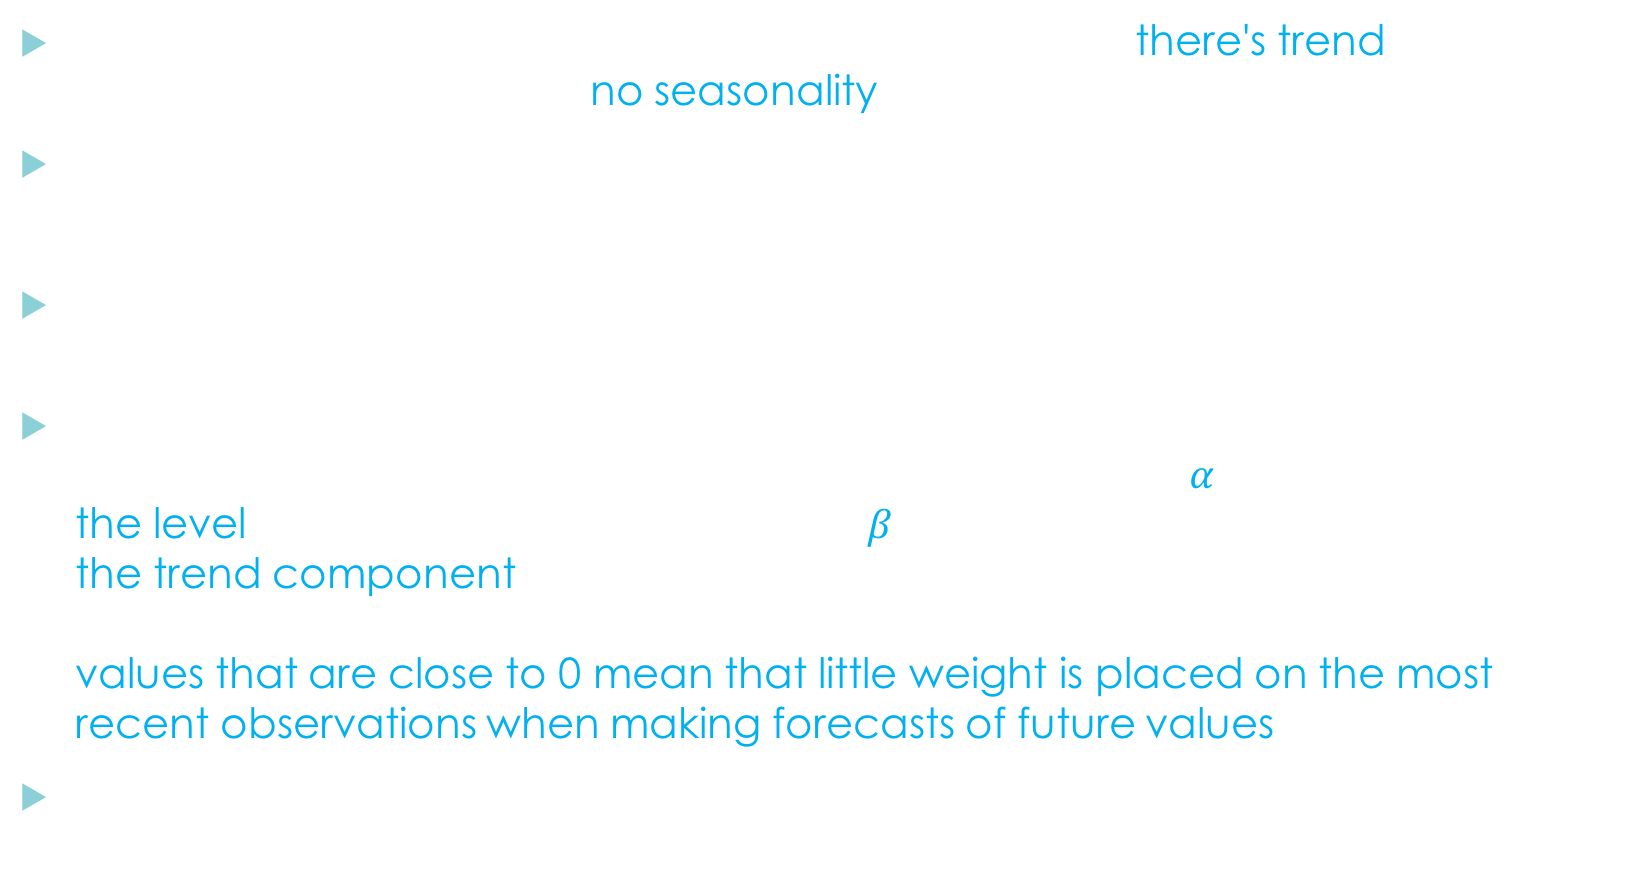 there's trend
no seasonality
α
the level β
the trend component
values that are close to 0 mean that little weight is placed on the most
recent observations when making forecasts of future values